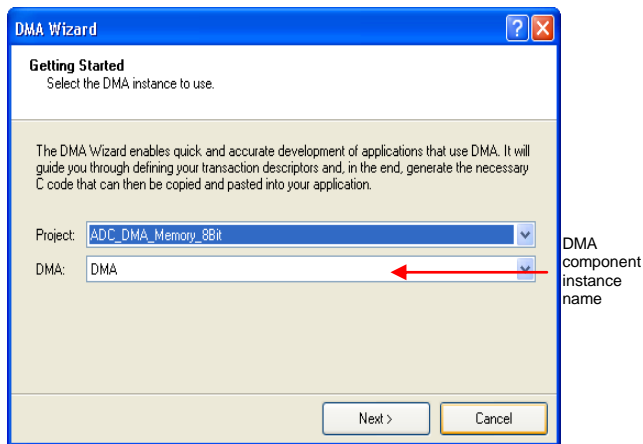 DMA Wizard
Getting Started
Select the DMA instance to use.
The DMA Wizard enables quick and accurate development of applications that use DMA. It will
guide you through defining your transaction descriptors and, in the end, generate the necessary
C code that can then be copied and pasted into your application.
Project: ADC_DMA_Memory_8Bit
DMA: DMA
DMA
component
instance
name
Next >
Cancel